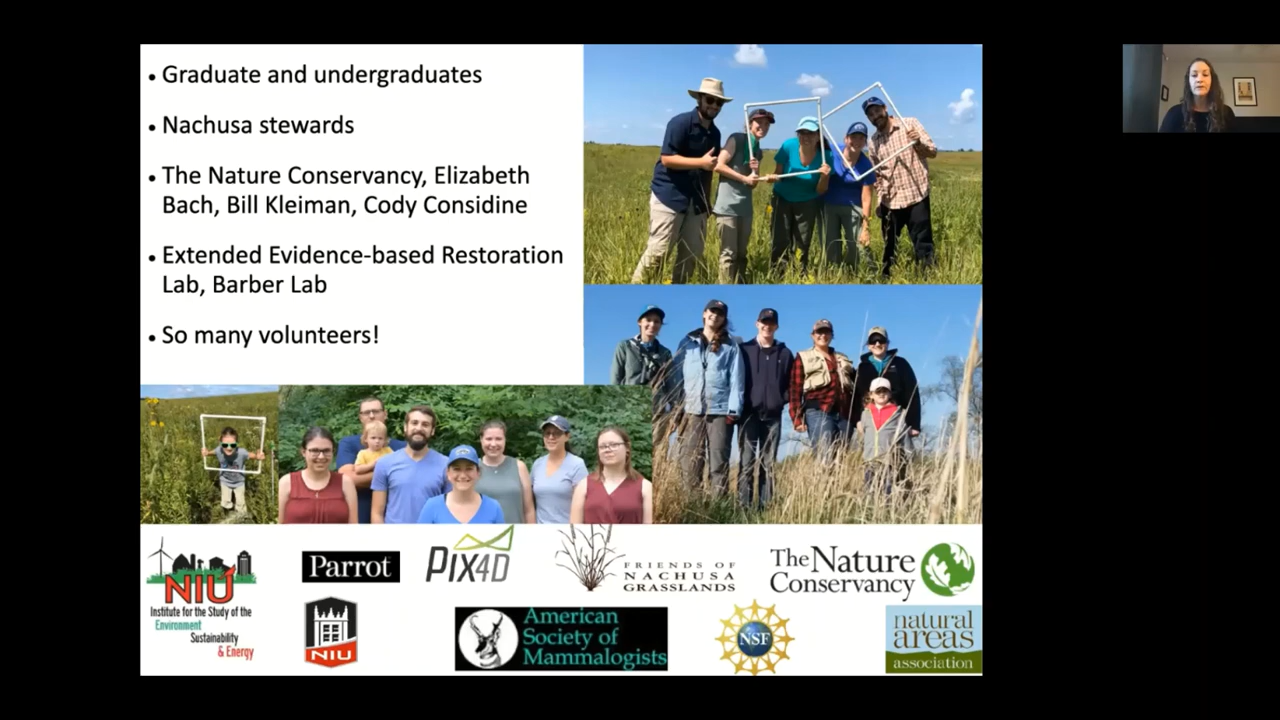 • Graduate and undergraduates
• Nachusa stewards
• The Nature Conservancy, Elizabeth
Bach, Bill Kleiman, Cody Considine
• Extended Evidence-based Restoration
Lab, Barber Lab
• So many volunteers!
NIU
Institute for the Study of the
Environment
Sustainability
& Energy
Parrot
PIX4D
FRIENDS OF
NACHUSA
GRASSLANDS
The Nature
Conservancy
NIU
American
Society of
Mammalogists
NSF
natural
areas
association